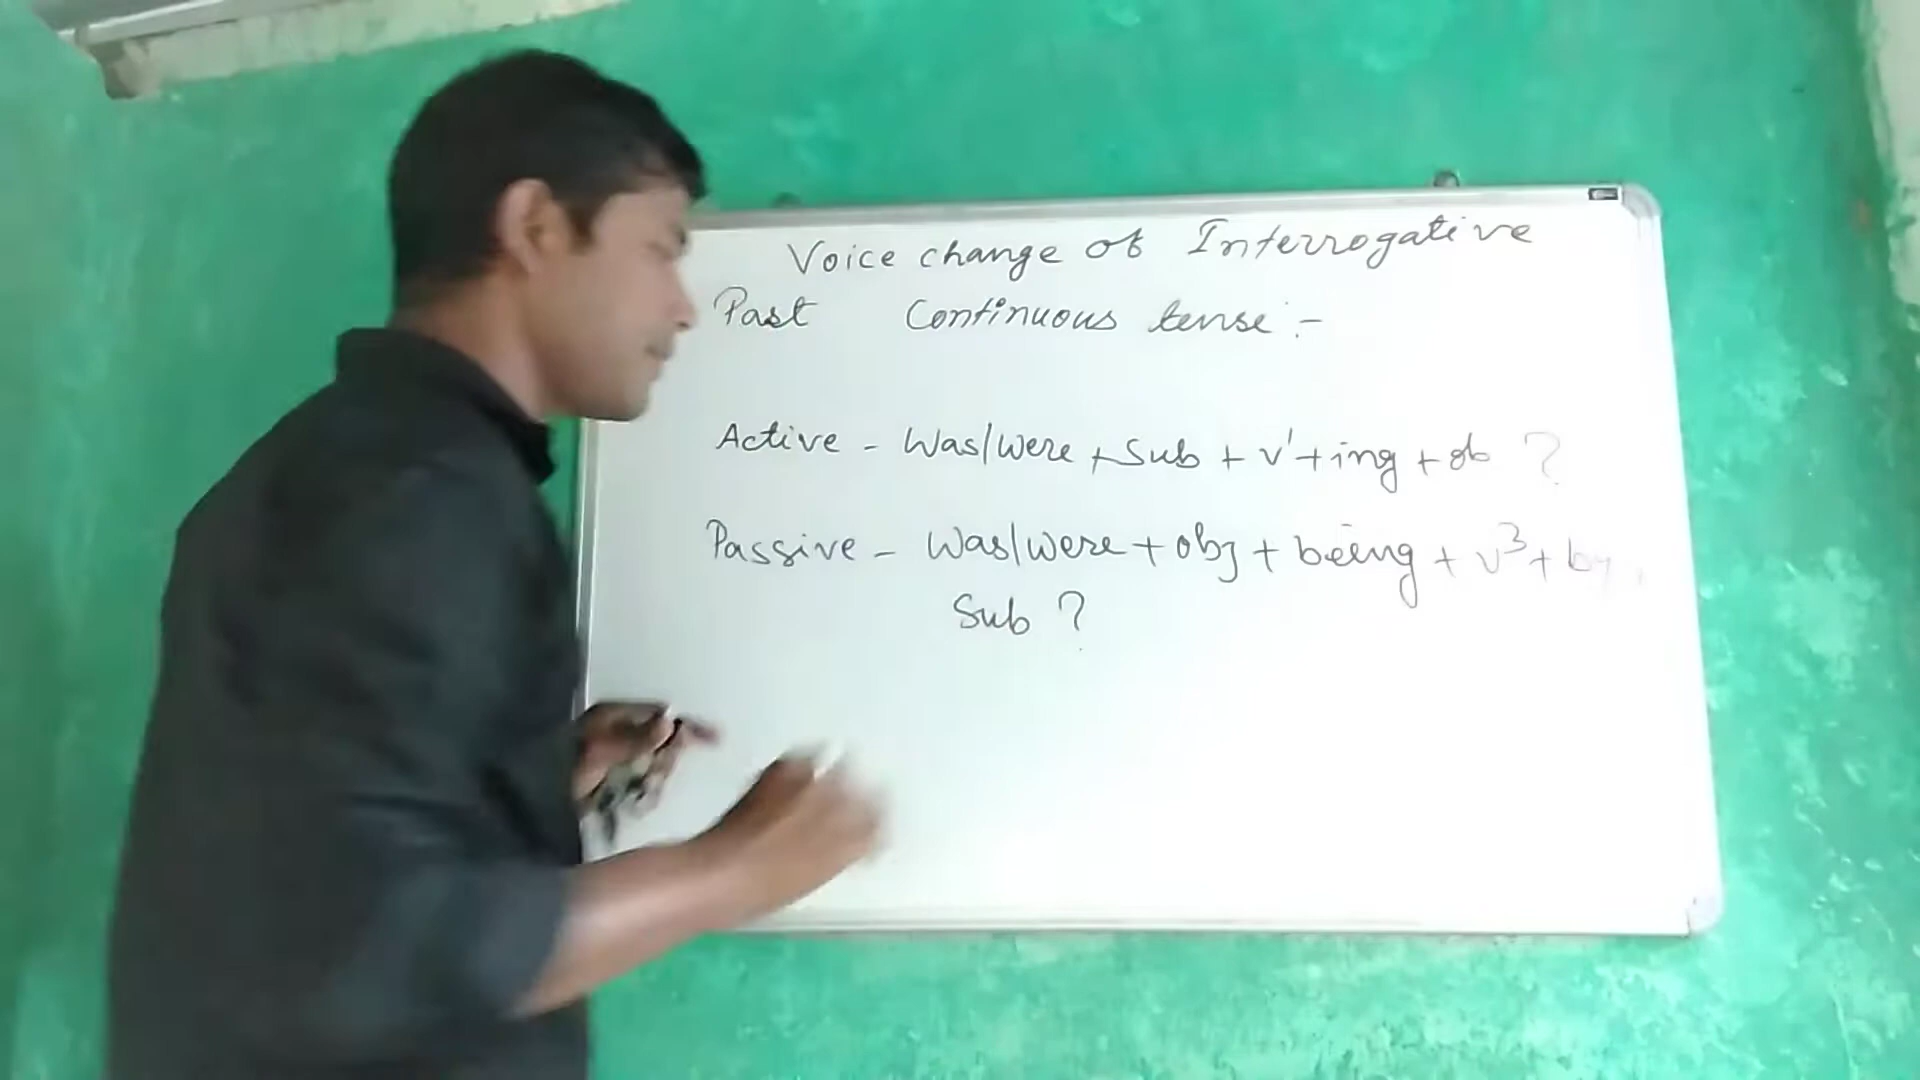 Voice change of Interrogative
Past Continuous tense :-
Active - Was/were + Sub + v¹ + ing + ob ?
Passive - Was/were + obj + being + v³ + by
Sub ?